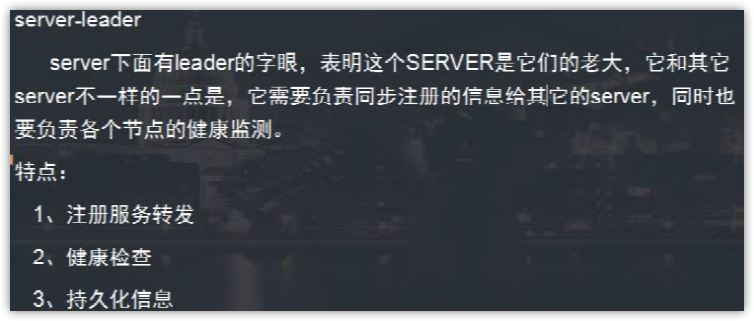 server-leader
server下面有leader的字眼，表明这个SERVER是它们的老大，它和其它
server不一样的一点是，它需要负责同步注册的信息给其它的server，同时也
要负责各个节点的健康监测。
特点：
1、注册服务转发
2、健康检查
3、持久化信息